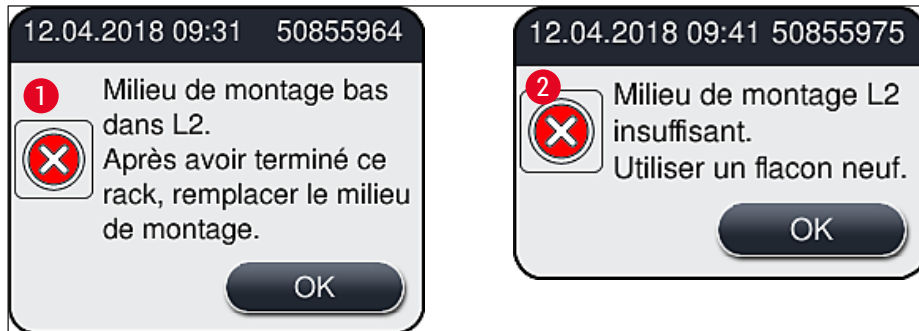 12.04.2018 09:31 50855964
1
Milieu de montage bas
dans L2.
Après avoir terminé ce
rack, remplacer le milieu
de montage.
OK
12.04.2018 09:41 50855975
2
Milieu de montage L2
insuffisant.
Utiliser un flacon neuf.
OK